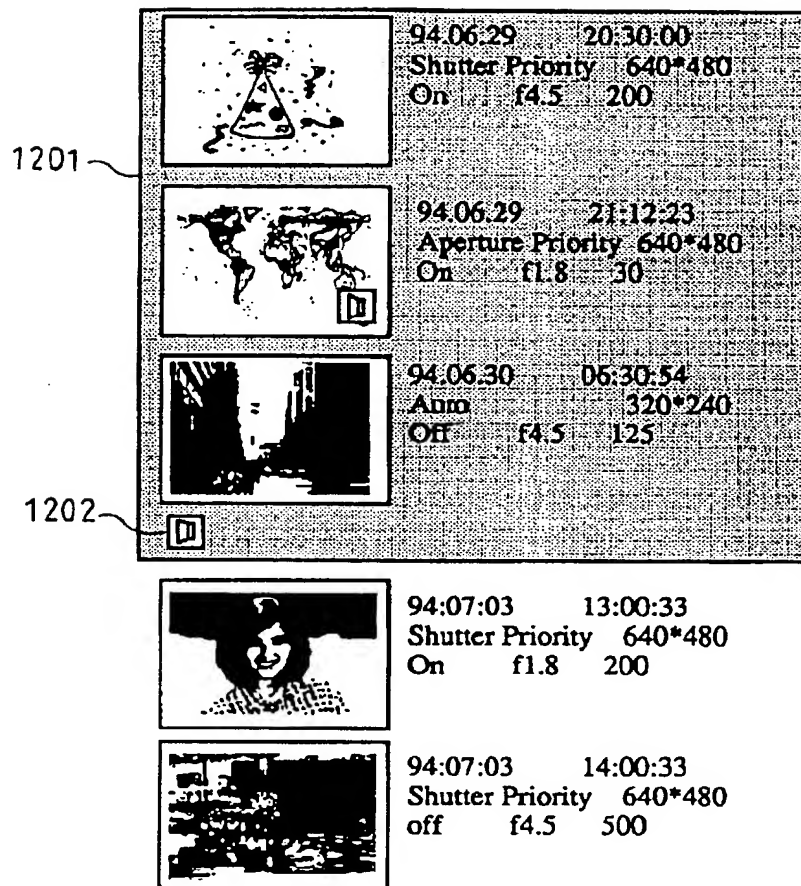 94.06.29 20:30:00
Shutter Priority 640*480
On f4.5 200
1201
94.06.29 21:12:23
Aperture Priority 640*480
On f1.8 30
94.06.30 06:30:54
Auto 320*240
Off f4.5 125
1202
94:07:03 13:00:33
Shutter Priority 640*480
On f1.8 200
94:07:03 14:00:33
Shutter Priority 640*480
off f4.5 500